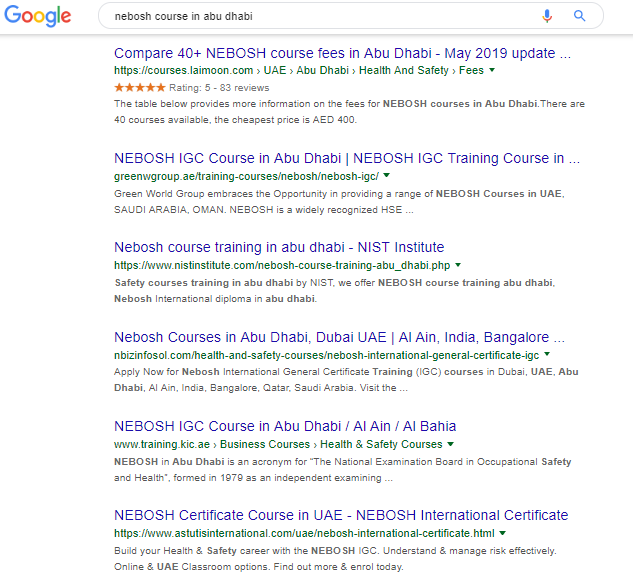 Google
nebosh course in abu dhabi
Compare 40+ NEBOSH course fees in Abu Dhabi - May 2019 update ...
https://courses.laimoon.com › UAE › Abu Dhabi › Health And Safety › Fees
Rating: 5 - 83 reviews
The table below provides more information on the fees for NEBOSH courses in Abu Dhabi.There are
40 courses available, the cheapest price is AED 400.
NEBOSH IGC Course in Abu Dhabi | NEBOSH IGC Training Course in ...
greenwgroup.ae/training-courses/nebosh/nebosh-igc/
Green World Group embraces the Opportunity in providing a range of NEBOSH Courses in UAE,
SAUDI ARABIA, OMAN. NEBOSH is a widely recognized HSE ...
Nebosh course training in abu dhabi - NIST Institute
https://www.nistinstitute.com/nebosh-course-training-abu_dhabi.php
Safety courses training in abu dhabi by NIST, we offer NEBOSH course training abu dhabi,
Nebosh International diploma in abu dhabi.
Nebosh Courses in Abu Dhabi, Dubai UAE | Al Ain, India, Bangalore ...
nbizinfosol.com/health-and-safety-courses/nebosh-international-general-certificate-igc
Apply Now for Nebosh International General Certificate Training (IGC) courses in Dubai, UAE, Abu
Dhabi, Al Ain, India, Bangalore, Qatar, Saudi Arabia. Visit the ...
NEBOSH IGC Course in Abu Dhabi / Al Ain / Al Bahia
www.training.kic.ae › Business Courses › Health & Safety Courses
NEBOSH in Abu Dhabi is an acronym for "The National Examination Board in Occupational Safety
and Health", formed in 1979 as an independent examining ...
NEBOSH Certificate Course in UAE - NEBOSH International Certificate
https://www.astutisinternational.com/uae/nebosh-international-certificate.html
Build your Health & Safety career with the NEBOSH IGC. Understand & manage risk effectively.
Online & UAE Classroom options. Find out more & enrol today.